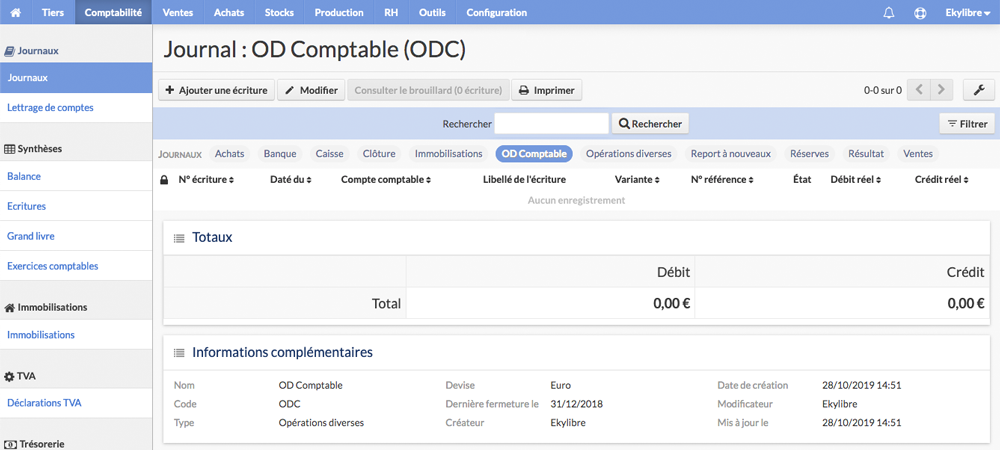 Tiers Comptabilité Ventes Achats Stocks Production RH Outils Configuration Ekylibre
Journaux
Journaux
Lettrage de comptes
Synthèses
Balance
Ecritures
Grand livre
Exercices comptables
Immobilisations
Immobilisations
TVA
Déclarations TVA
Trésorerie
Journal : OD Comptable (ODC)
Ajouter une écriture Modifier Consulter le brouillard (0 écriture) Imprimer 0-0 sur 0
Rechercher Rechercher Filtrer
JOURNAUX Achats Banque Caisse Clôture Immobilisations OD Comptable Opérations diverses Report à nouveaux Réserves Résultat Ventes
N° écriture Daté du Compte comptable Libellé de l'écriture Variante N° référence État Débit réel Crédit réel
Aucun enregistrement
Totaux
Débit Crédit
Total 0,00 € 0,00 €
Informations complémentaires
Nom OD Comptable Devise Euro Date de création 28/10/2019 14:51
Code ODC Dernière fermeture le 31/12/2018 Modificateur Ekylibre
Type Opérations diverses Créateur Ekylibre Mis à jour le 28/10/2019 14:51